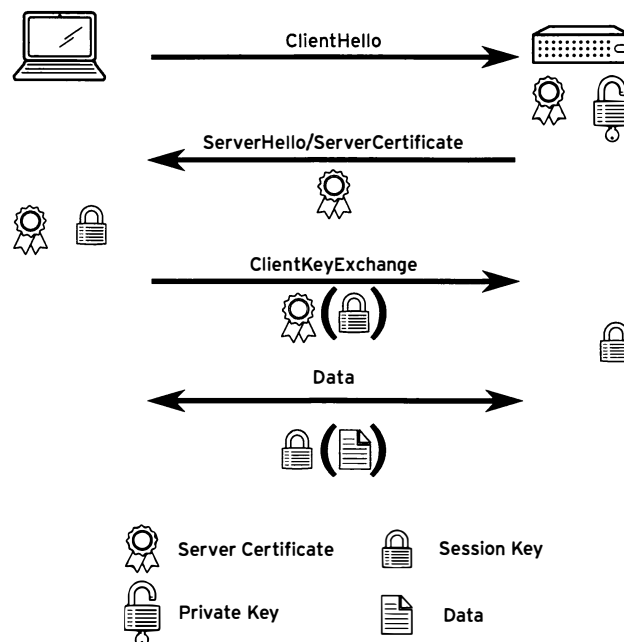 ClientHello
ServerHello/ServerCertificate
ClientKeyExchange
Data
Server Certificate
Session Key
Private Key
Data